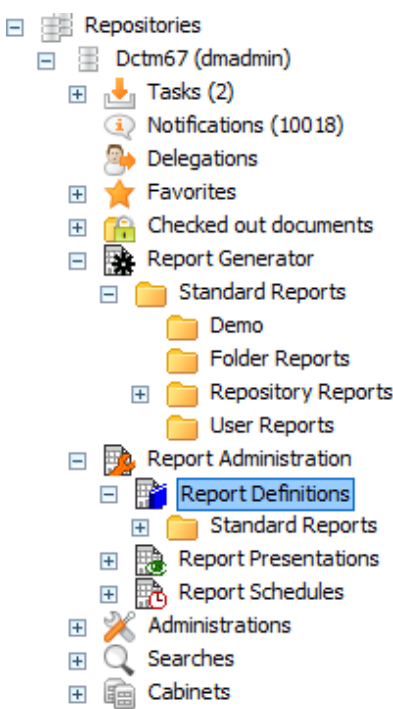 Repositories
Dctm67 (dmadmin)
Tasks (2)
Notifications (10018)
Delegations
Favorites
Checked out documents
Report Generator
Standard Reports
Demo
Folder Reports
Repository Reports
User Reports
Report Administration
Report Definitions
Standard Reports
Report Presentations
Report Schedules
Administrations
Searches
Cabinets